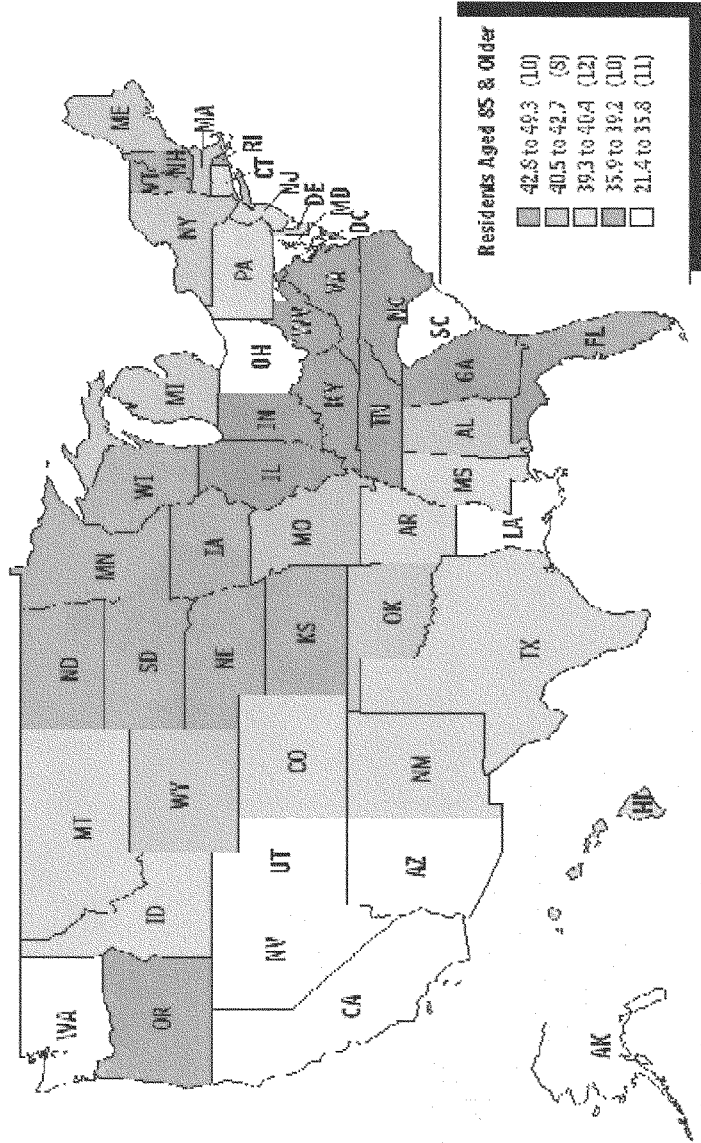 WA
MT
ND
MN
ME
OR
ID
WY
SD
WI
MI
NY
VT
NH
MA
RI
CT
NJ
DE
MD
DC
NV
UT
CO
NE
IA
IL
IN
OH
PA
WV
VA
CA
KS
MO
KY
AZ
NM
OK
AR
TN
NC
SC
TX
LA
MS
AL
GA
FL
AK
HI
Residents Aged 85 & Older
42.8 to 49.3 (10)
40.5 to 42.7 (8)
39.3 to 40.4 (12)
35.9 to 39.2 (10)
21.4 to 35.8 (11)